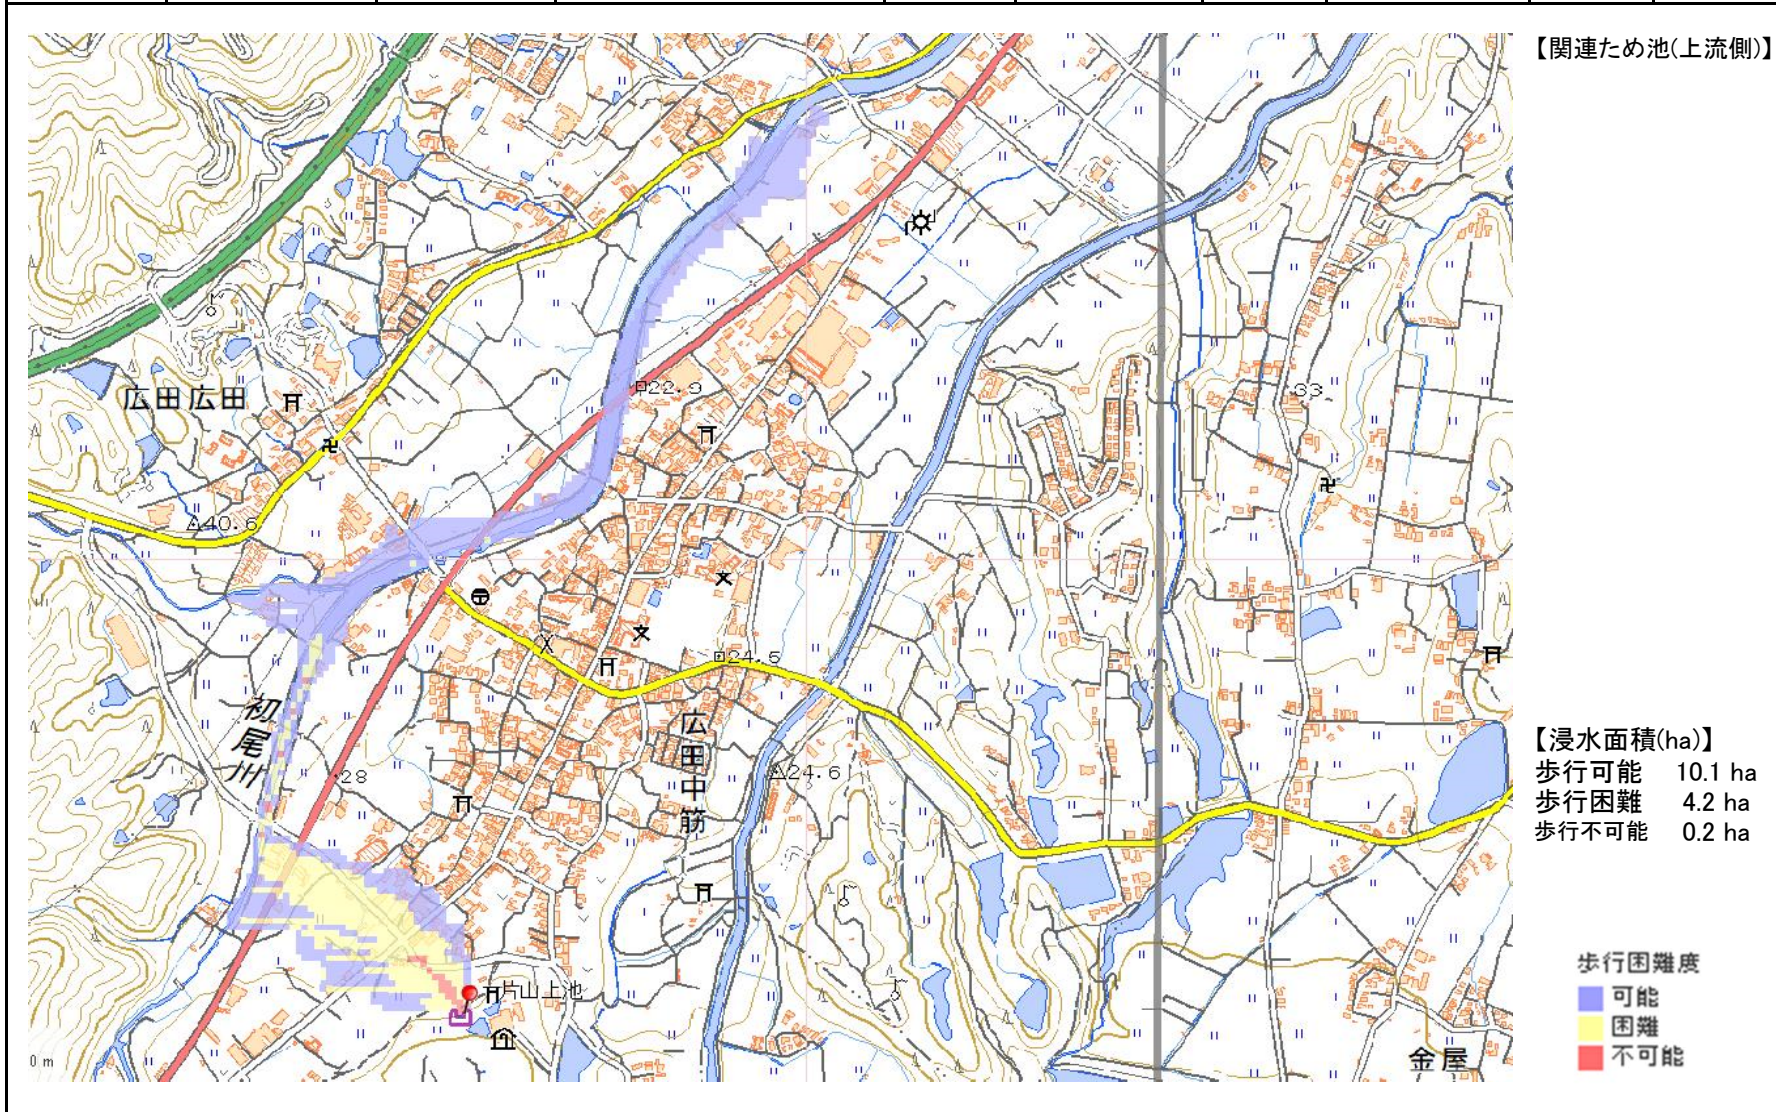 【関連ため池(上流側)】
広田広田
22.9
33
40.6
24.5
初尾川
広田中筋
28
24.6
【浸水面積(ha)】
歩行可能 10.1 ha
歩行困難 4.2 ha
歩行不可能 0.2 ha
片山上池
歩行困難度
可能
困難
不可能
0 m
金屋